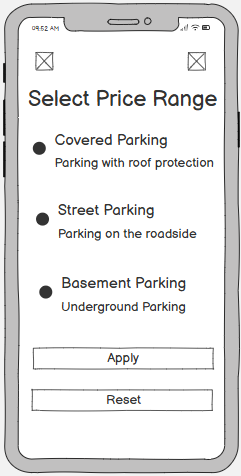 09:52 AM
Select Price Range
Covered Parking
Parking with roof protection
Street Parking
Parking on the roadside
Basement Parking
Underground Parking
Apply
Reset